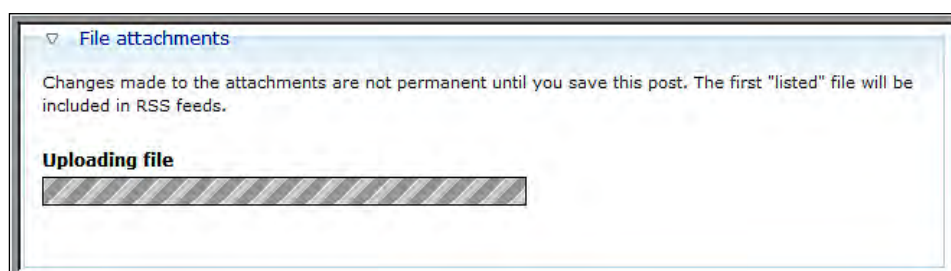 File attachments
Changes made to the attachments are not permanent until you save this post. The first "listed" file will be
included in RSS feeds.
Uploading file